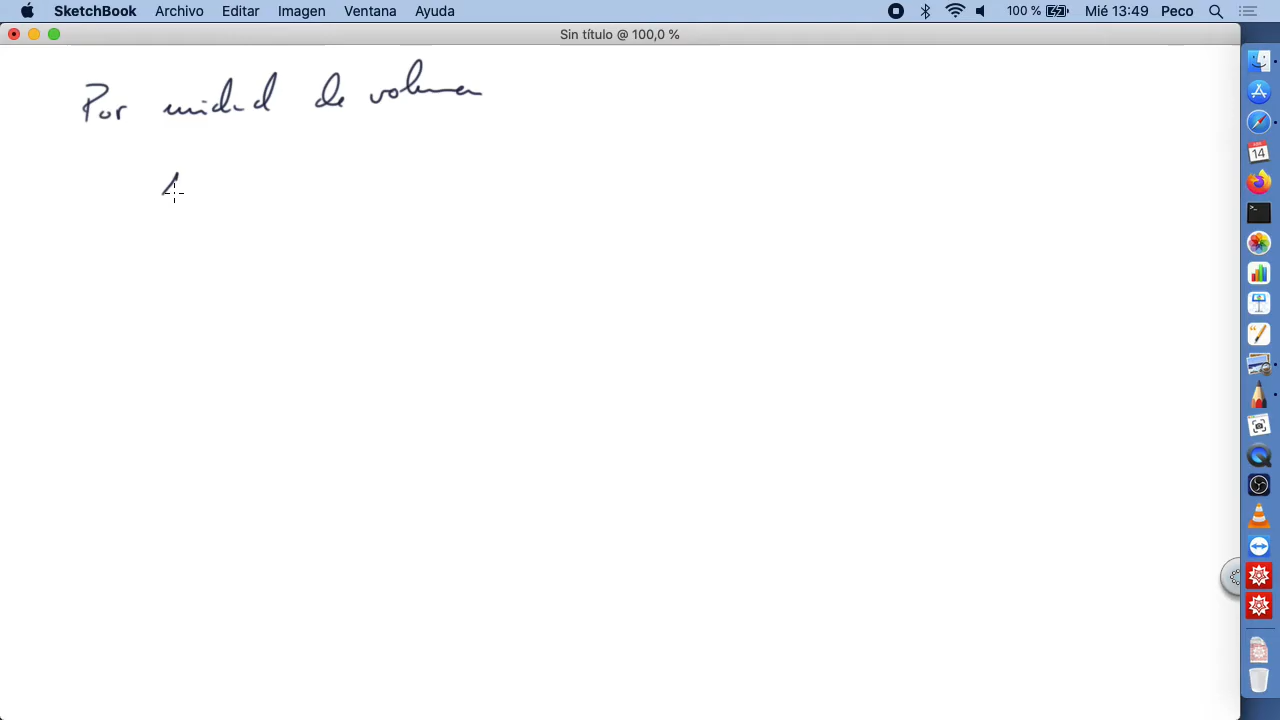 SketchBook Archivo Editar Imagen Ventana Ayuda 100 % Mié 13:49 Peco
Sin título @ 100,0 %
Por unidad de volumen
14